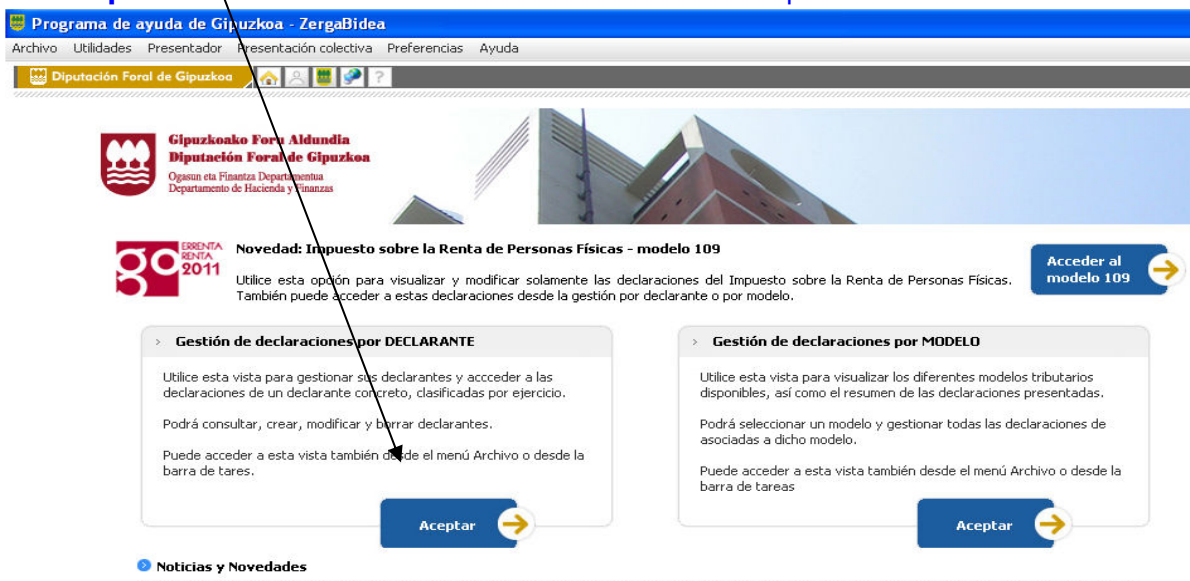 Programa de ayuda de Gipuzkoa - ZergaBidea
Archivo Utilidades Presentador Presentación colectiva Preferencias Ayuda
Diputación Foral de Gipuzkoa
?
Gipuzkoako Foru Aldundia
Diputación Foral de Gipuzkoa
Ogasun eta Finantza Departamentua
Departamento de Hacienda y Finanzas
go
ERRENTA
RENTA
2011
para
Novedad: Impuesto sobre la Renta de Personas Físicas - modelo 109
Utilice esta opción para visualizar y modificar solamente las declaraciones del Impuesto sobre la Renta de Personas Físicas.
También puede acceder a estas declaraciones desde la gestión por declarante o por modelo.
Acceder al
modelo 109
> Gestión de declaraciones por DECLARANTE
Utilice esta vista para gestionar sus declarantes y accceder a las
declaraciones de un declarante concreto, clasificadas por ejercicio.
Podrá consultar, crear, modificar y borrar declarantes.
Puede acceder a esta vista también desde el menú Archivo o desde la
barra de tares.
Aceptar
> Gestión de declaraciones por MODELO
Utilice esta vista para visualizar los diferentes modelos tributarios
disponibles, así como el resumen de las declaraciones presentadas.
Podrá seleccionar un modelo y gestionar todas las declaraciones de
asociadas a dicho modelo.
Puede acceder a esta vista también desde el menú Archivo o desde la
barra de tareas
Aceptar
Noticias y Novedades